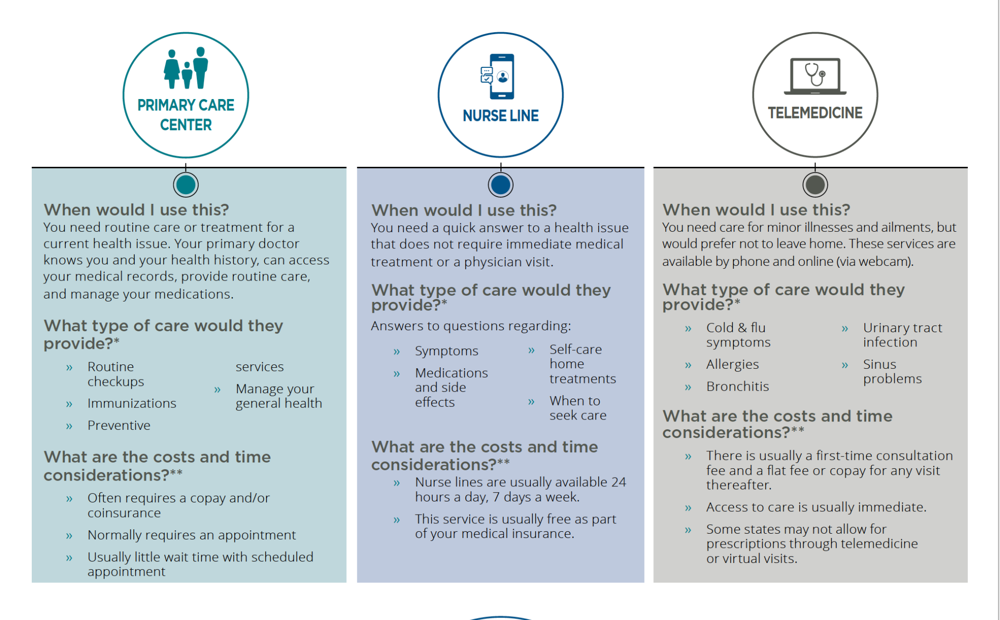 PRIMARY CARE
CENTER
When would I use this?
You need routine care or treatment for a
current health issue. Your primary doctor
knows you and your health history, can access
your medical records, provide routine care,
and manage your medications.
What type of care would they
provide?*
» Routine
checkups
» Immunizations
» Preventive
services
» Manage your
general health
What are the costs and time
considerations?**
» Often requires a copay and/or
coinsurance
» Normally requires an appointment
» Usually little wait time with scheduled
appointment
NURSE LINE
When would I use this?
You need a quick answer to a health issue
that does not require immediate medical
treatment or a physician visit.
What type of care would they
provide?*
Answers to questions regarding:
» Symptoms
» Medications
and side
effects
» Self-care
home
treatments
» When to
seek care
What are the costs and time
considerations?**
» Nurse lines are usually available 24
hours a day, 7 days a week.
» This service is usually free as part
of your medical insurance.
TELEMEDICINE
When would I use this?
You need care for minor illnesses and ailments, but
would prefer not to leave home. These services are
available by phone and online (via webcam).
What type of care would they
provide?*
» Cold & flu
symptoms
» Allergies
» Bronchitis
» Urinary tract
infection
» Sinus
problems
What are the costs and time
considerations?**
» There is usually a first-time consultation
fee and a flat fee or copay for any visit
thereafter.
» Access to care is usually immediate.
» Some states may not allow for
prescriptions through telemedicine
or virtual visits.